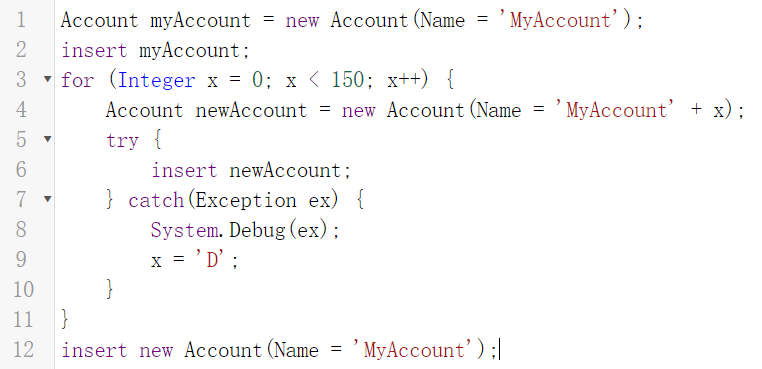 1 Account myAccount = new Account(Name = 'MyAccount');
2 insert myAccount;
3 for (Integer x = 0; x < 150; x++) {
4 Account newAccount = new Account(Name = 'MyAccount' + x);
5 try {
6 insert newAccount;
7 } catch(Exception ex) {
8 System.Debug(ex);
9 x = 'D';
10 }
11 }
12 insert new Account(Name = 'MyAccount');